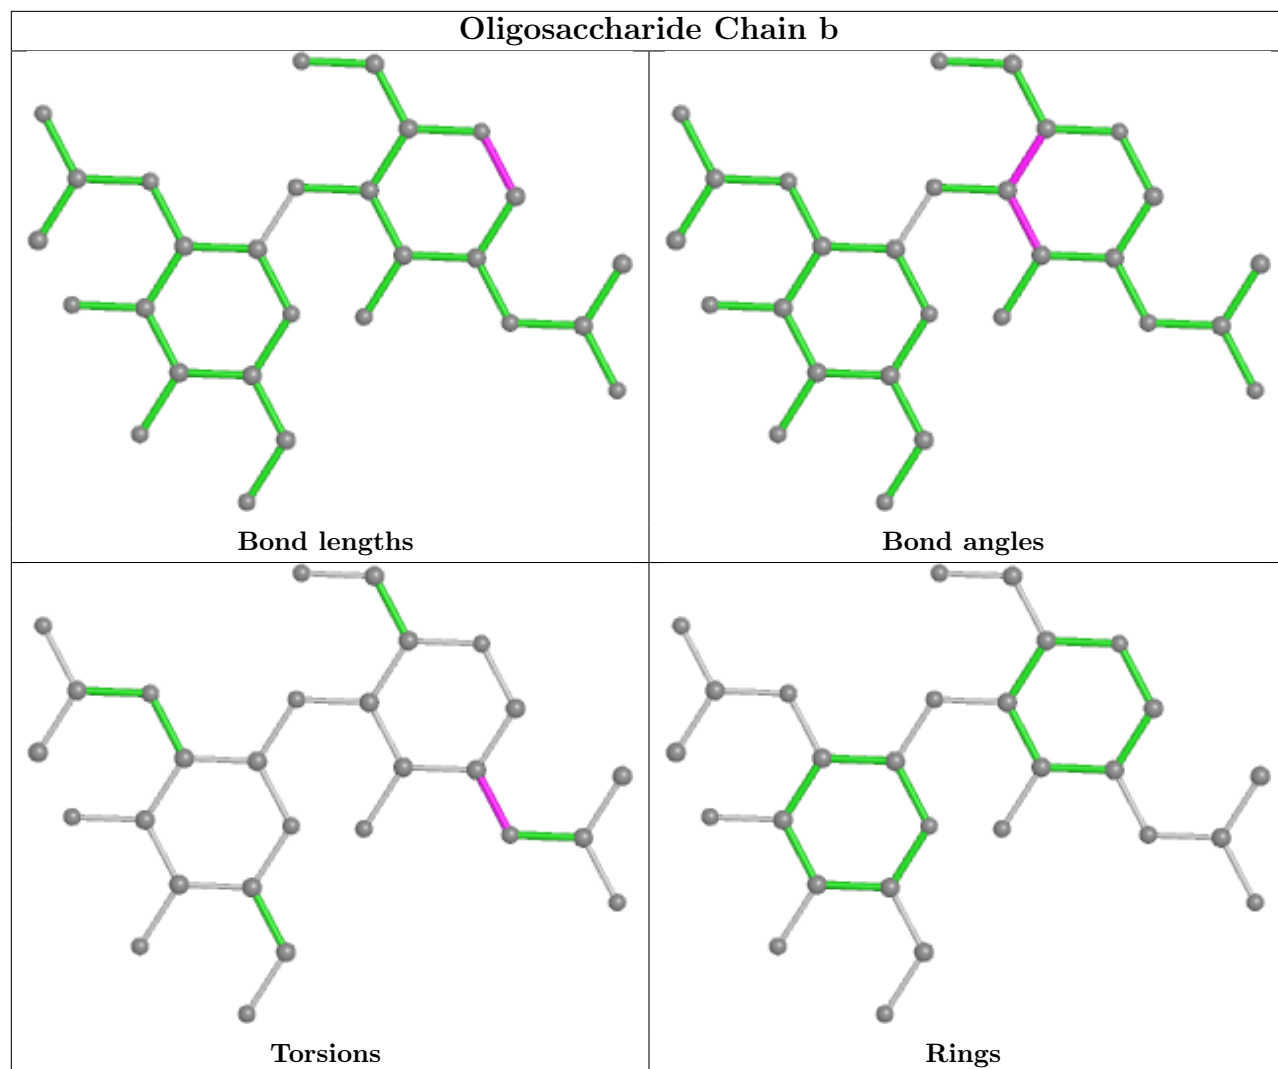 Oligosaccharide Chain b
Bond lengths
Bond angles
Torsions
Rings